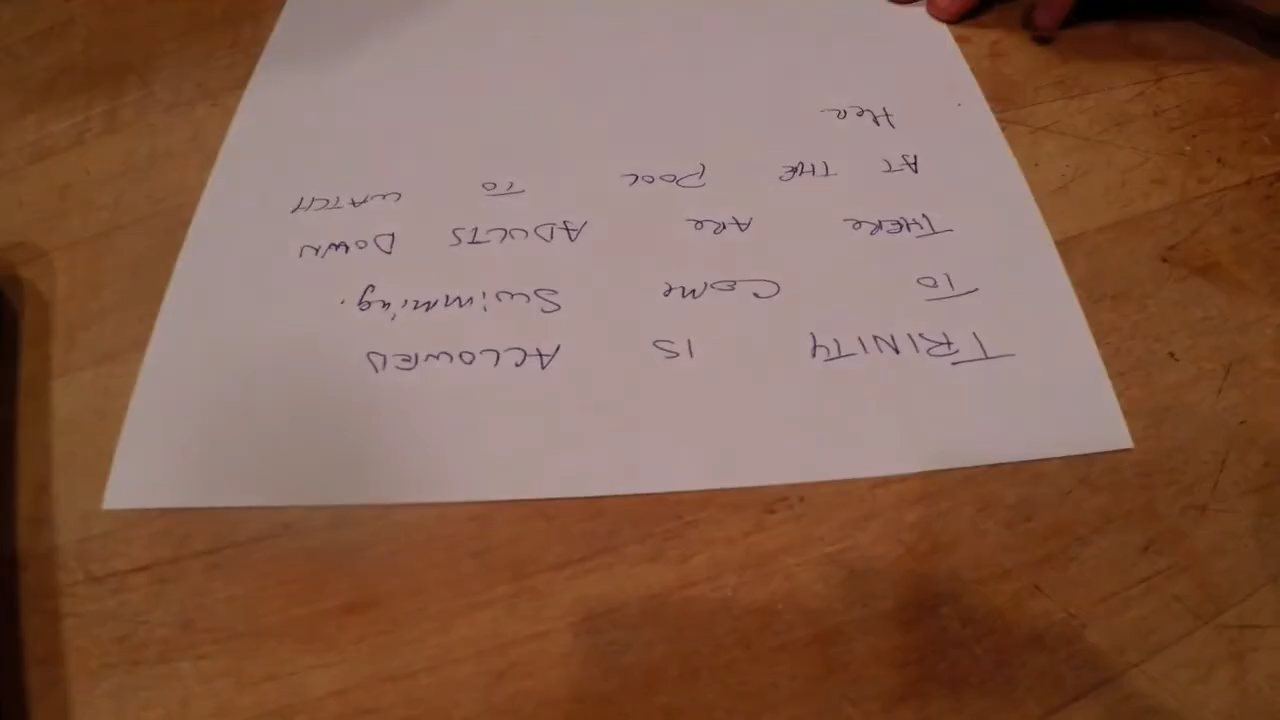 TRINITY IS ALLOWED
TO COME Swimming.
THERE ARE ADULTS DOWN
AT THE POOL TO WATCH
Her